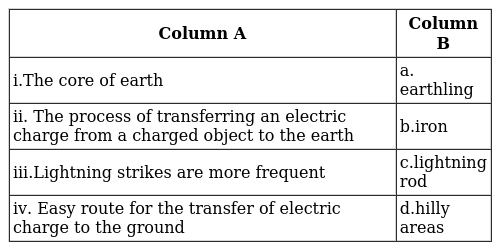 Column A
Column
B
i.The core of earth
a.
earthling
ii. The process of transferring an electric
charge from a charged object to the earth
b.iron
iii.Lightning strikes are more frequent
c.lightning
rod
iv. Easy route for the transfer of electric
charge to the ground
d.hilly
areas